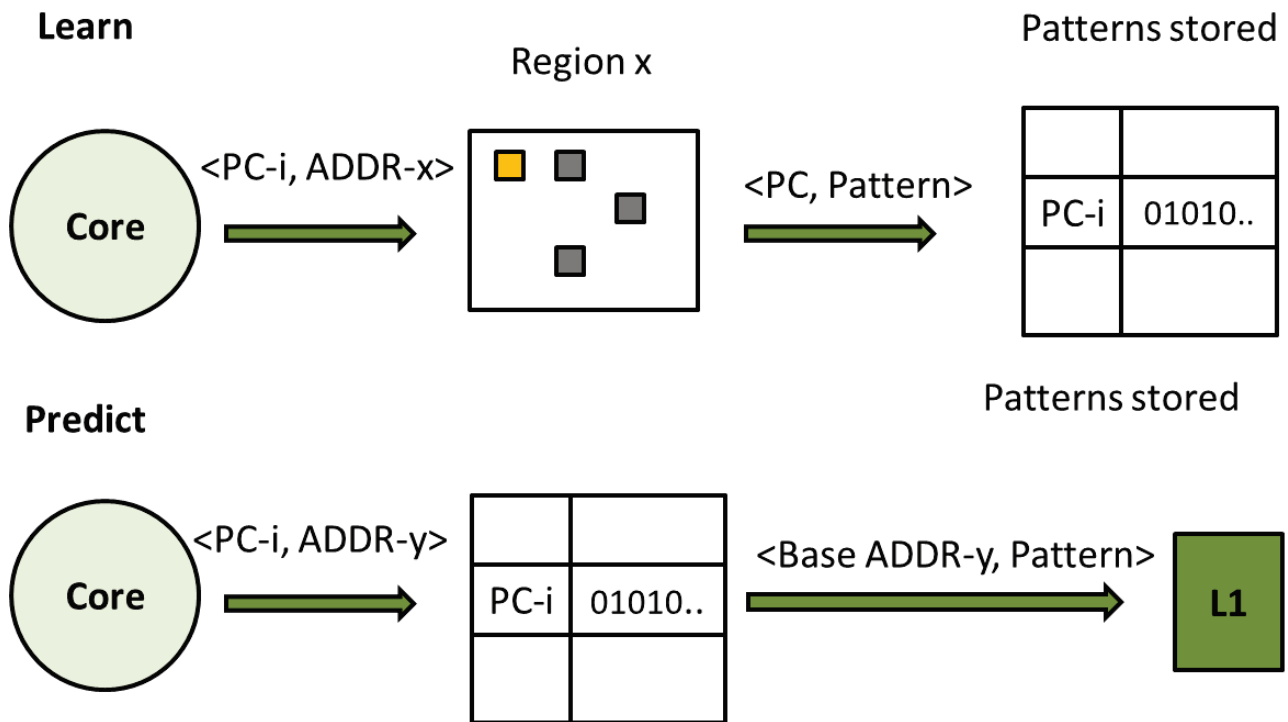 Learn
Patterns stored
Region x
<PC-i, ADDR-x>
<PC, Pattern>
Core
PC-i
01010..
Patterns stored
Predict
<PC-i, ADDR-y>
<Base ADDR-y, Pattern>
Core
PC-i
01010..
L1